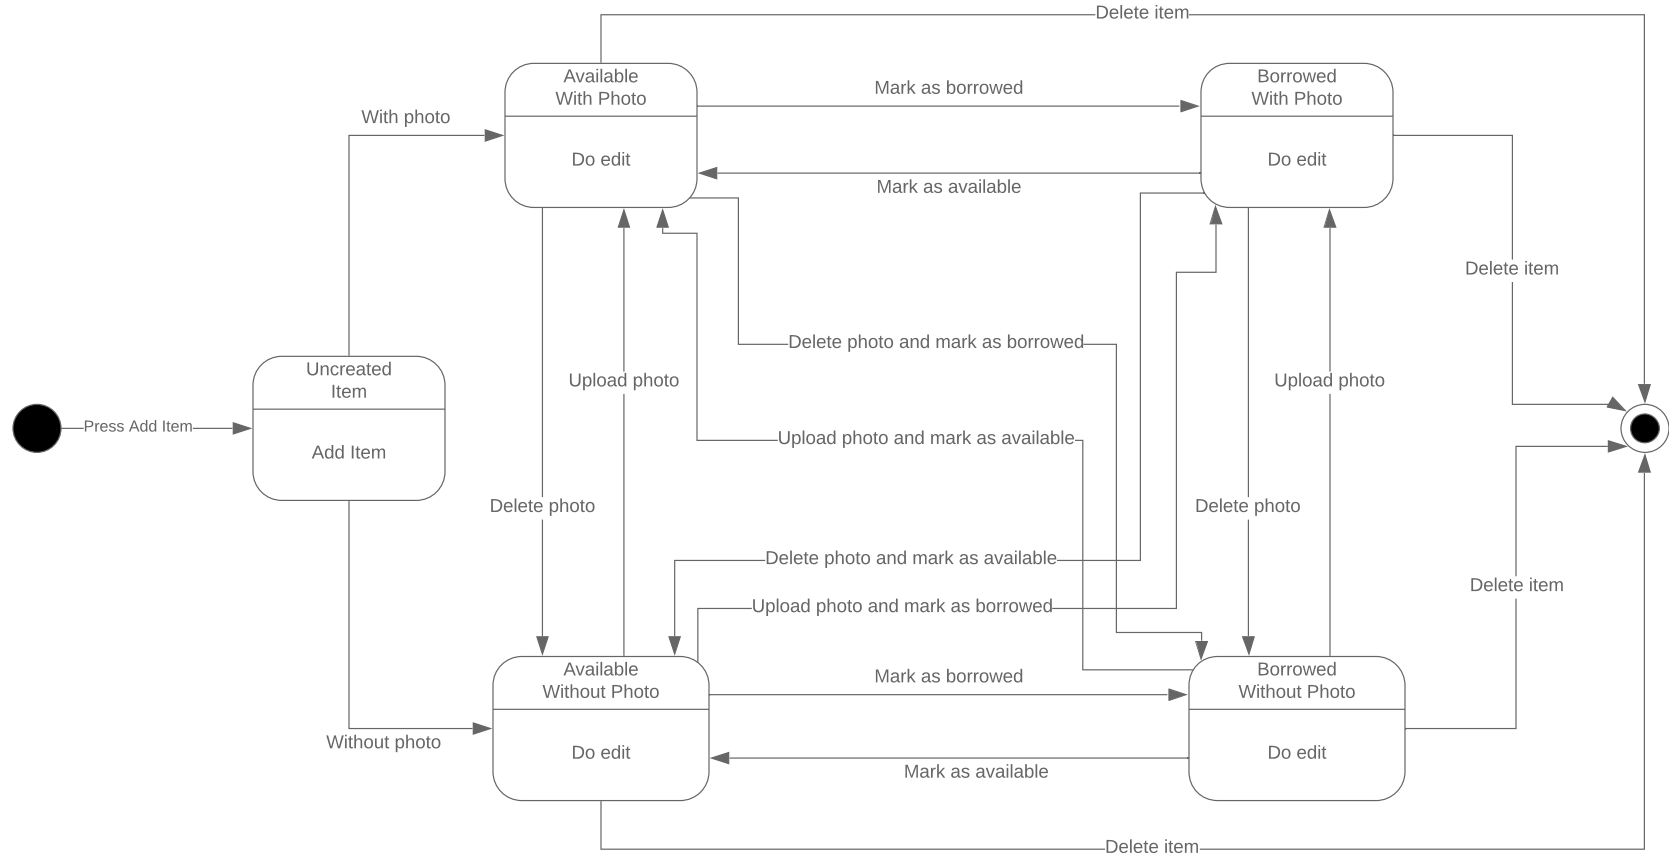 Delete item
Available
With Photo
Do edit
Mark as borrowed
Borrowed
With Photo
Do edit
With photo
Mark as available
Delete item
Delete photo and mark as borrowed
Uncreated
Item
Add Item
Upload photo
Upload photo
Press Add Item
Upload photo and mark as available
Delete photo
Delete photo
Delete photo and mark as available
Delete item
Upload photo and mark as borrowed
Available
Without Photo
Do edit
Mark as borrowed
Borrowed
Without Photo
Do edit
Without photo
Mark as available
Delete item